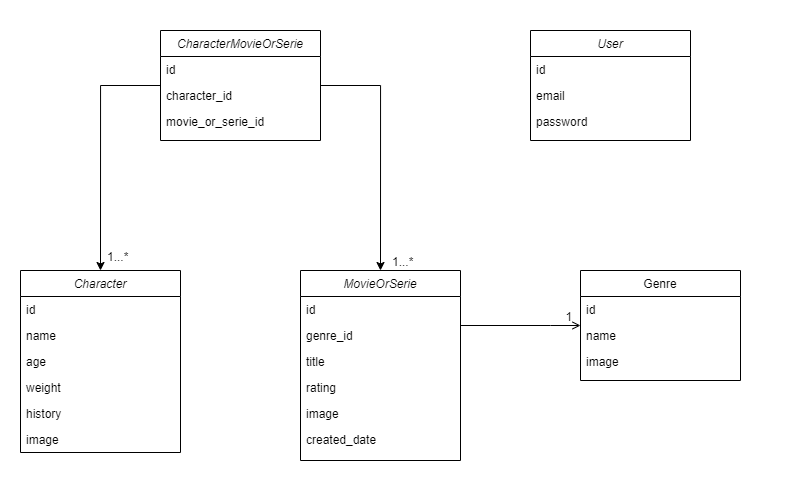 CharacterMovieOrSerie
id
character_id
movie_or_serie_id
User
id
email
password
1...*
1...*
Character
id
name
age
weight
history
image
MovieOrSerie
id
genre_id
title
rating
image
created_date
1
Genre
id
name
image